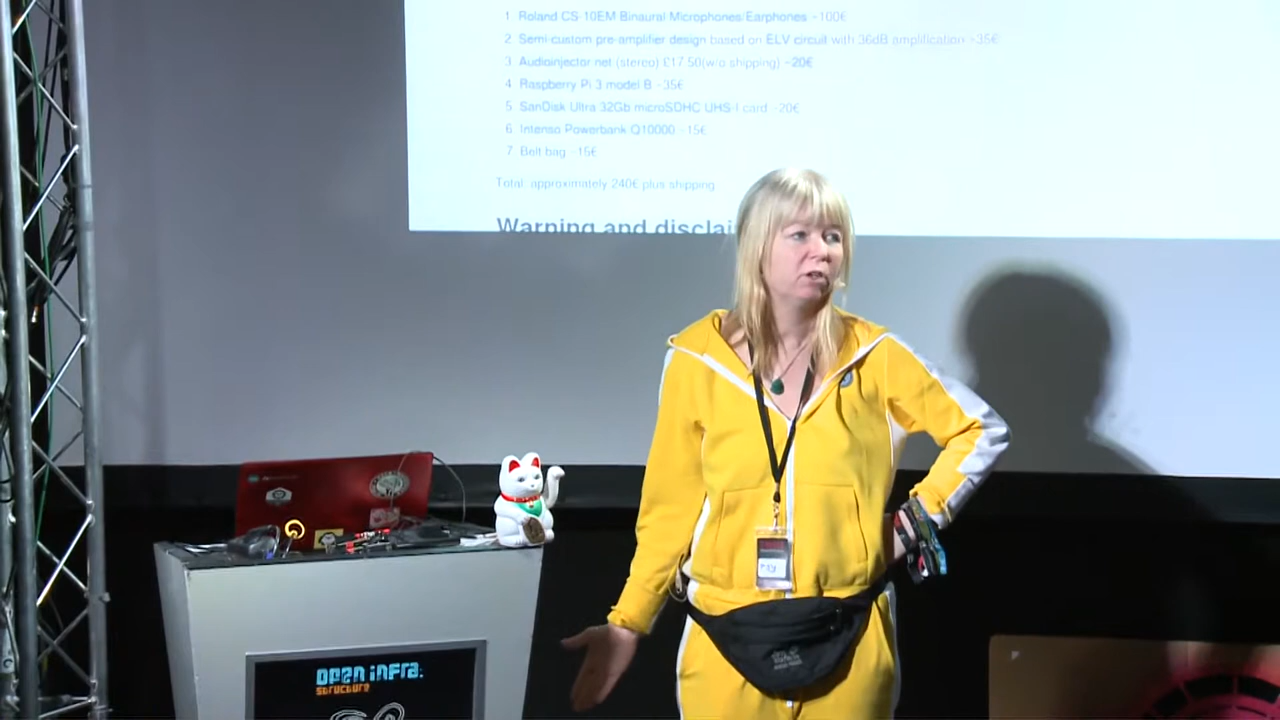 1 Roland CS-10EM Binaural Microphones/Earphones ~100€
2 Semi-custom pre-amplifier design based on ELV circuit with 36dB amplification ~35€
3 Audioinjector.net (stereo) £17.50(w/o shipping) ~20€
4 Raspberry Pi 3 model B ~35€
5 SanDisk Ultra 32Gb microSDHC UHS-I card ~20€
6 Intenso Powerbank Q10000 ~15€
7 Belt bag ~15€
Total: approximately 240€ plus shipping
Warning and disclai
open infra:
structure